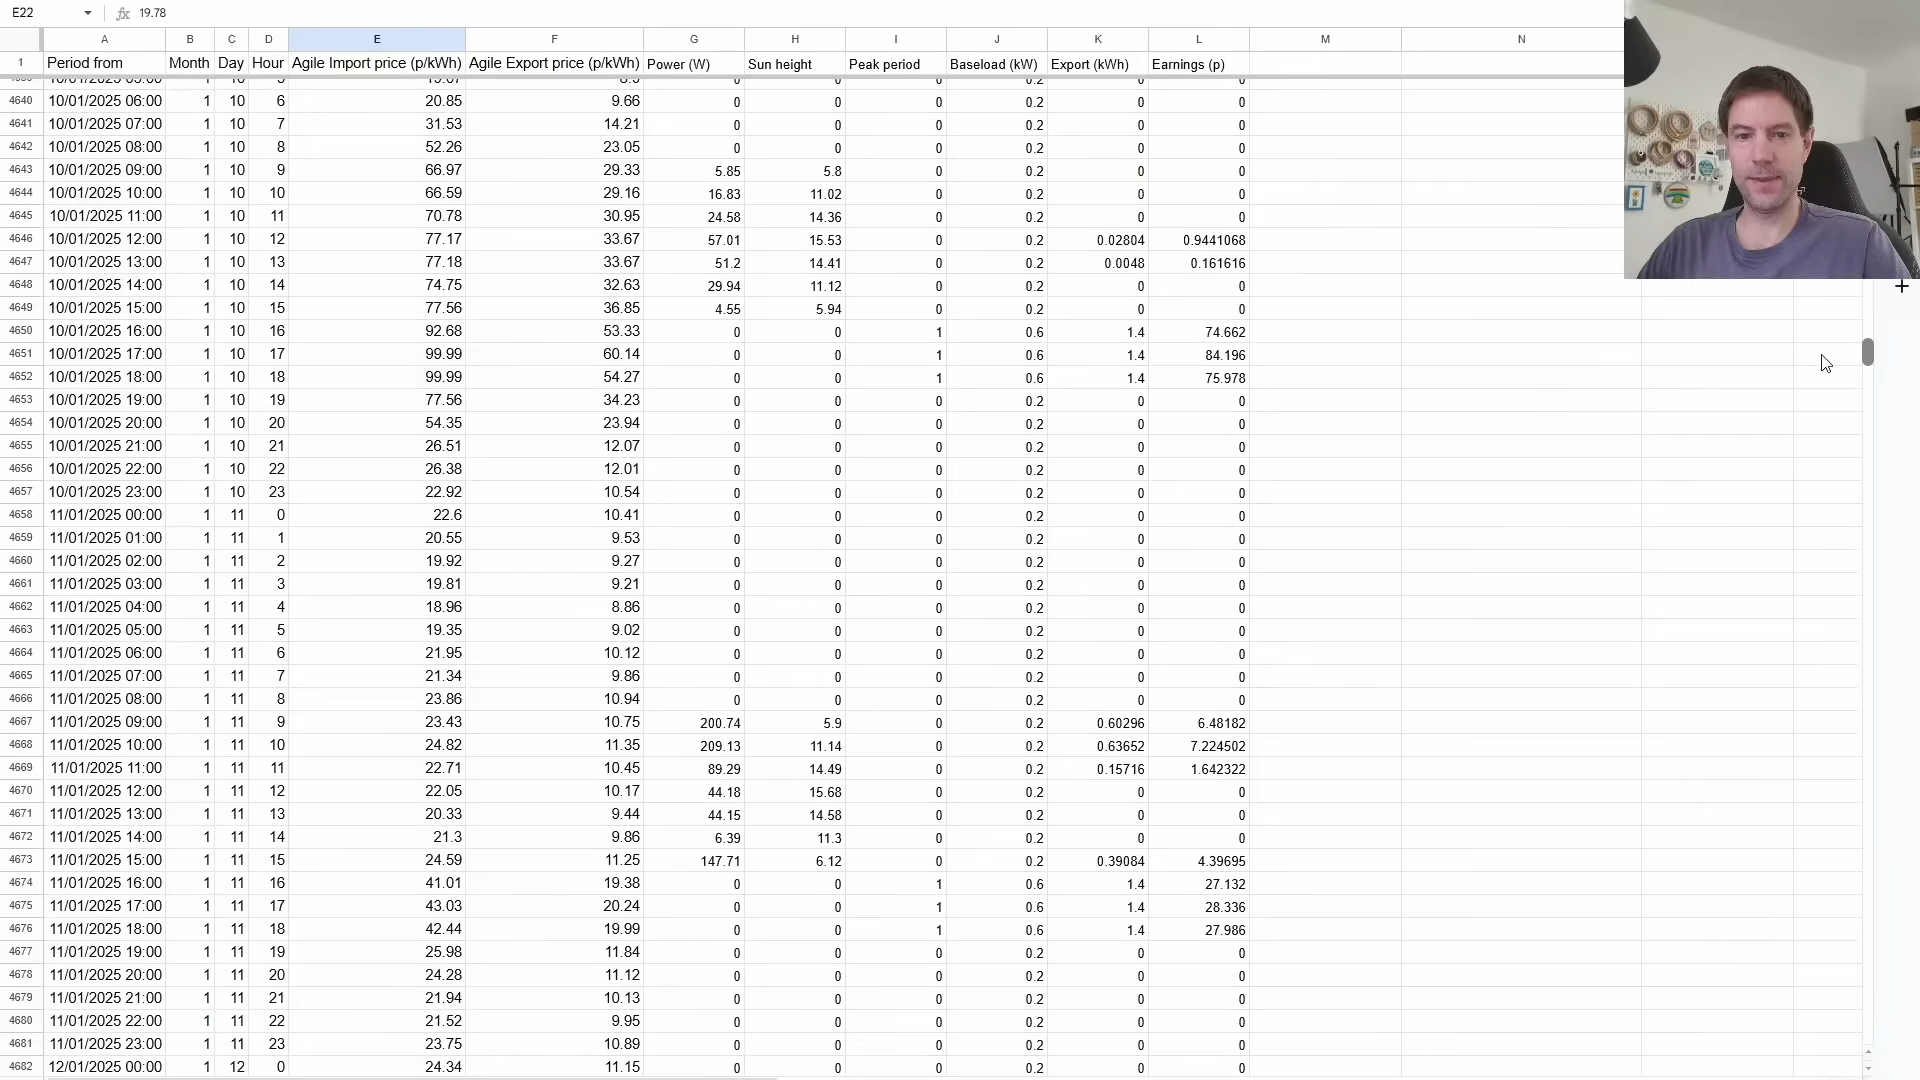 E22 fx 19.78
A B C D E F G H I J K L M N
1 Period from Month Day Hour Agile Import price (p/kWh) Agile Export price (p/kWh) Power (W) Sun height Peak period Baseload (kW) Export (kWh) Earnings (p)
4640 10/01/2025 06:00 1 10 6 20.85 9.66 0 0 0 0.2 0 0
4641 10/01/2025 07:00 1 10 7 31.53 14.21 0 0 0 0.2 0 0
4642 10/01/2025 08:00 1 10 8 52.26 23.05 0 0 0 0.2 0 0
4643 10/01/2025 09:00 1 10 9 66.97 29.33 5.85 5.8 0 0.2 0 0
4644 10/01/2025 10:00 1 10 10 66.59 29.16 16.83 11.02 0 0.2 0 0
4645 10/01/2025 11:00 1 10 11 70.78 30.95 24.58 14.36 0 0.2 0 0
4646 10/01/2025 12:00 1 10 12 77.17 33.67 57.01 15.53 0 0.2 0.02804 0.9441068
4647 10/01/2025 13:00 1 10 13 77.18 33.67 51.2 14.41 0 0.2 0.0048 0.161616
4648 10/01/2025 14:00 1 10 14 74.75 32.63 29.94 11.12 0 0.2 0 0
4649 10/01/2025 15:00 1 10 15 77.56 36.85 4.55 5.94 0 0.2 0 0
4650 10/01/2025 16:00 1 10 16 92.68 53.33 0 0 1 0.6 1.4 74.662
4651 10/01/2025 17:00 1 10 17 99.99 60.14 0 0 1 0.6 1.4 84.196
4652 10/01/2025 18:00 1 10 18 99.99 54.27 0 0 1 0.6 1.4 75.978
4653 10/01/2025 19:00 1 10 19 77.56 34.23 0 0 0 0.2 0 0
4654 10/01/2025 20:00 1 10 20 54.35 23.94 0 0 0 0.2 0 0
4655 10/01/2025 21:00 1 10 21 26.51 12.07 0 0 0 0.2 0 0
4656 10/01/2025 22:00 1 10 22 26.38 12.01 0 0 0 0.2 0 0
4657 10/01/2025 23:00 1 10 23 22.92 10.54 0 0 0 0.2 0 0
4658 11/01/2025 00:00 1 11 0 22.6 10.41 0 0 0 0.2 0 0
4659 11/01/2025 01:00 1 11 1 20.55 9.53 0 0 0 0.2 0 0
4660 11/01/2025 02:00 1 11 2 19.92 9.27 0 0 0 0.2 0 0
4661 11/01/2025 03:00 1 11 3 19.81 9.21 0 0 0 0.2 0 0
4662 11/01/2025 04:00 1 11 4 18.96 8.86 0 0 0 0.2 0 0
4663 11/01/2025 05:00 1 11 5 19.35 9.02 0 0 0 0.2 0 0
4664 11/01/2025 06:00 1 11 6 21.95 10.12 0 0 0 0.2 0 0
4665 11/01/2025 07:00 1 11 7 21.34 9.86 0 0 0 0.2 0 0
4666 11/01/2025 08:00 1 11 8 23.86 10.94 0 0 0 0.2 0 0
4667 11/01/2025 09:00 1 11 9 23.43 10.75 200.74 5.9 0 0.2 0.60296 6.48182
4668 11/01/2025 10:00 1 11 10 24.82 11.35 209.13 11.14 0 0.2 0.63652 7.224502
4669 11/01/2025 11:00 1 11 11 22.71 10.45 89.29 14.49 0 0.2 0.15716 1.642322
4670 11/01/2025 12:00 1 11 12 22.05 10.17 44.18 15.68 0 0.2 0 0
4671 11/01/2025 13:00 1 11 13 20.33 9.44 44.15 14.58 0 0.2 0 0
4672 11/01/2025 14:00 1 11 14 21.3 9.86 6.39 11.3 0 0.2 0 0
4673 11/01/2025 15:00 1 11 15 24.59 11.25 147.71 6.12 0 0.2 0.39084 4.39695
4674 11/01/2025 16:00 1 11 16 41.01 19.38 0 0 1 0.6 1.4 27.132
4675 11/01/2025 17:00 1 11 17 43.03 20.24 0 0 1 0.6 1.4 28.336
4676 11/01/2025 18:00 1 11 18 42.44 19.99 0 0 1 0.6 1.4 27.986
4677 11/01/2025 19:00 1 11 19 25.98 11.84 0 0 0 0.2 0 0
4678 11/01/2025 20:00 1 11 20 24.28 11.12 0 0 0 0.2 0 0
4679 11/01/2025 21:00 1 11 21 21.94 10.13 0 0 0 0.2 0 0
4680 11/01/2025 22:00 1 11 22 21.52 9.95 0 0 0 0.2 0 0
4681 11/01/2025 23:00 1 11 23 23.75 10.89 0 0 0 0.2 0 0
4682 12/01/2025 00:00 1 12 0 24.34 11.15 0 0 0 0.2 0 0